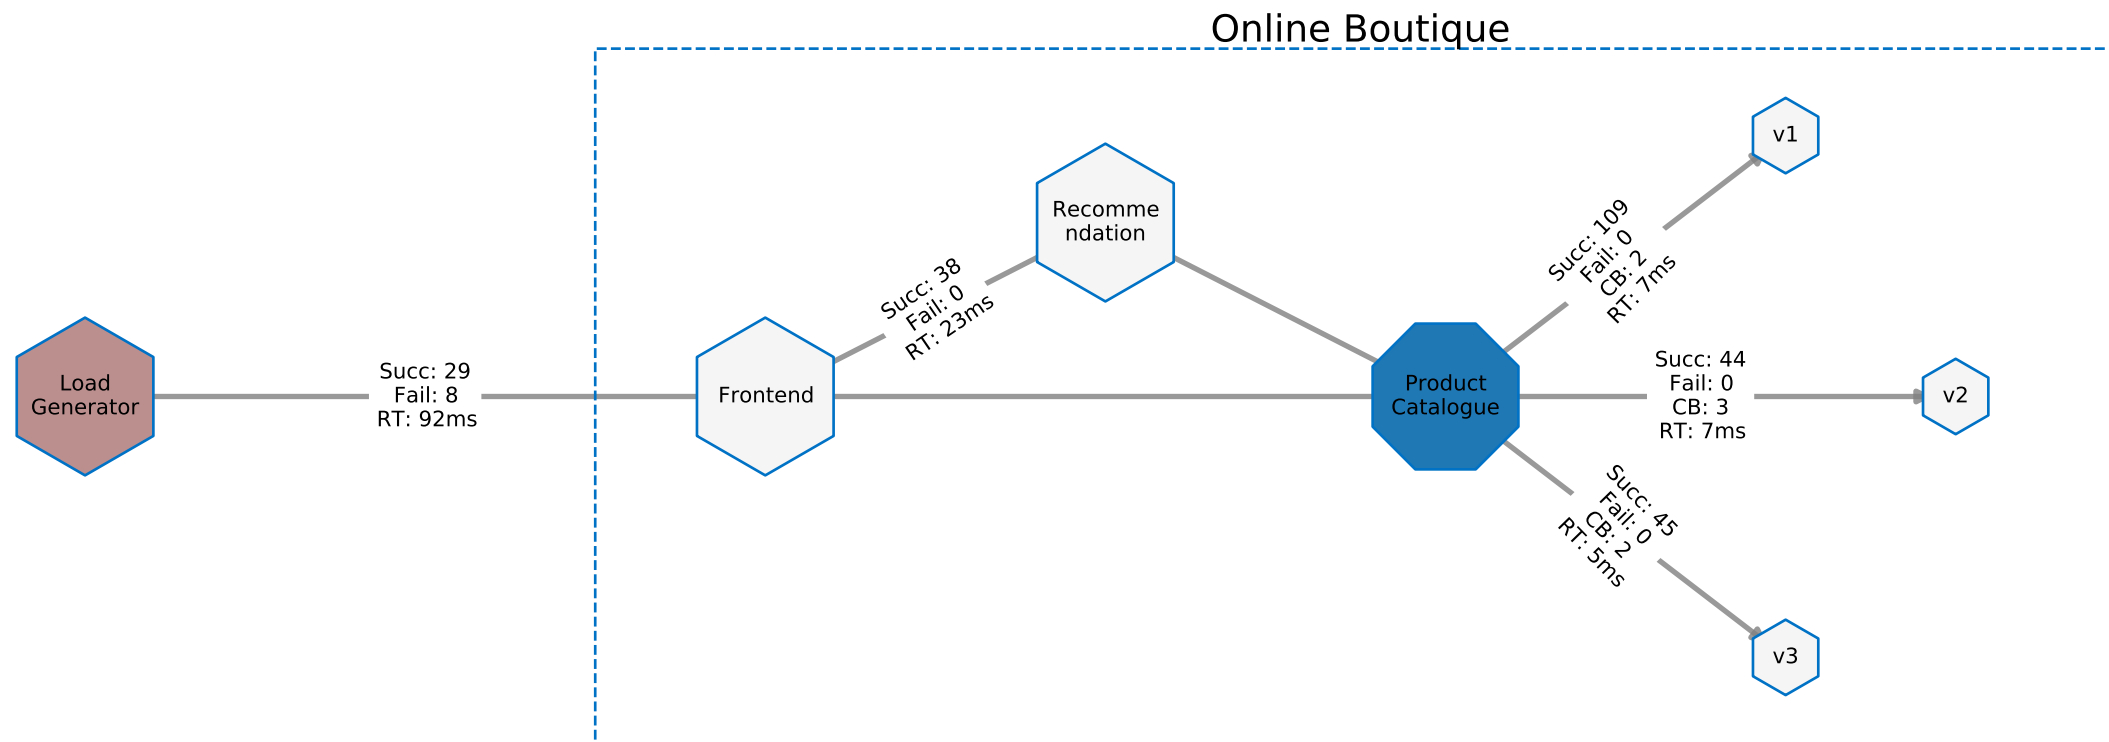 Online Boutique
Load
Generator
Succ: 29
Fail: 8
RT: 92ms
Frontend
Succ: 38
Fail: 0
RT: 23ms
Recomme
ndation
Product
Catalogue
Succ: 109
Fail: 0
CB: 2
RT: 7ms
v1
Succ: 44
Fail: 0
CB: 3
RT: 7ms
v2
Succ: 45
Fail: 0
CB: 2
RT: 5ms
v3